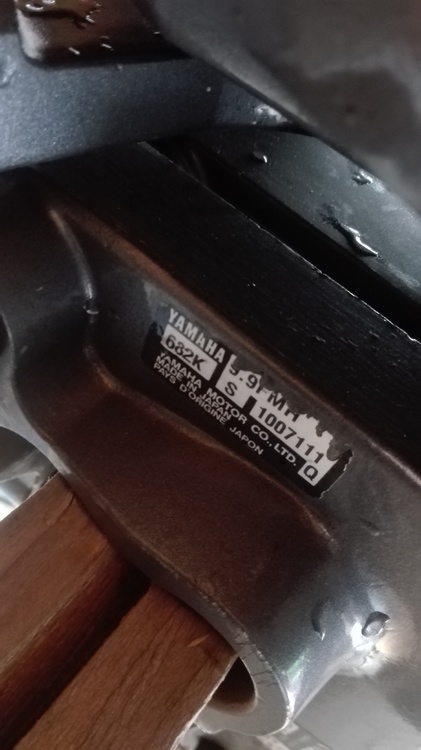 YAMAHA
682K S 1007111
YAMAHA MOTOR CO., LTD. Q
MADE IN JAPAN
PAYS D'ORIGINE JAPON